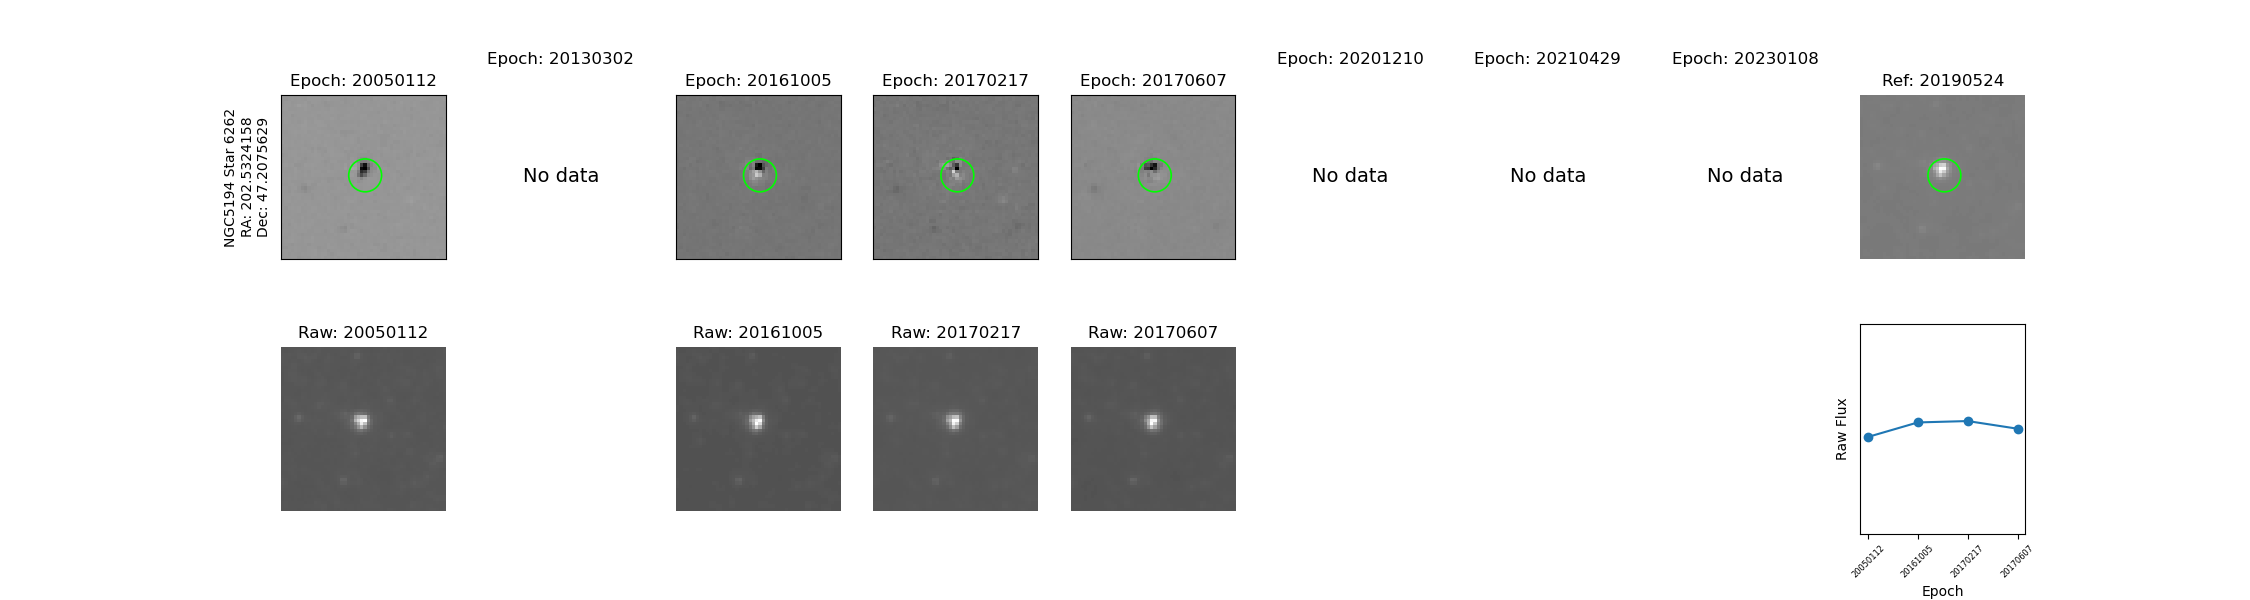 Epoch: 20130302
Epoch: 20201210
Epoch: 20210429
Epoch: 20230108
Epoch: 20050112
Epoch: 20161005
Epoch: 20170217
Epoch: 20170607
Ref: 20190524
NGC5194 Star 6262
RA: 202.5324158
Dec: 47.2075629
No data
No data
No data
No data
Raw: 20050112
Raw: 20161005
Raw: 20170217
Raw: 20170607
Raw Flux
20050112
20161005
20170217
20170607
Epoch